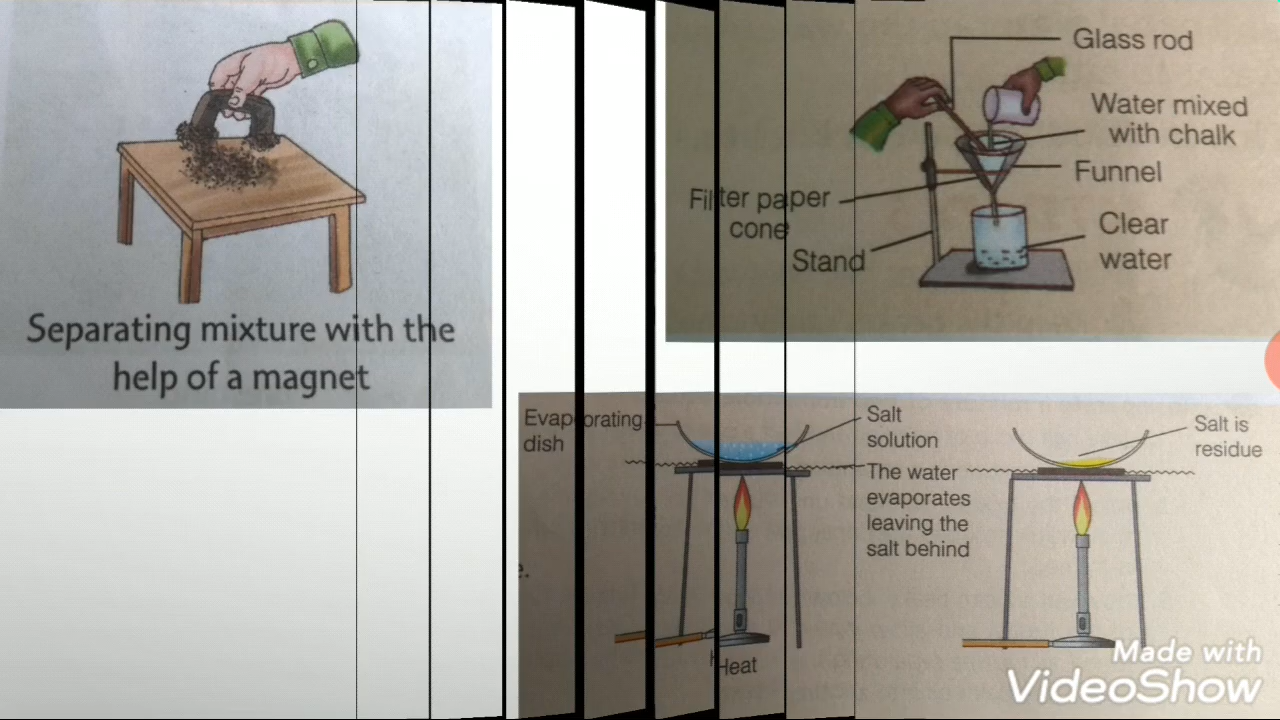 Separating mixture with the
help of a magnet
Glass rod
Water mixed
with chalk
Funnel
Filter paper
cone
Stand
Clear
water
Evaporating
dish
Salt
solution
The water
evaporates
leaving the
salt behind
Heat
Salt is
residue
e.
Made with
VideoShow